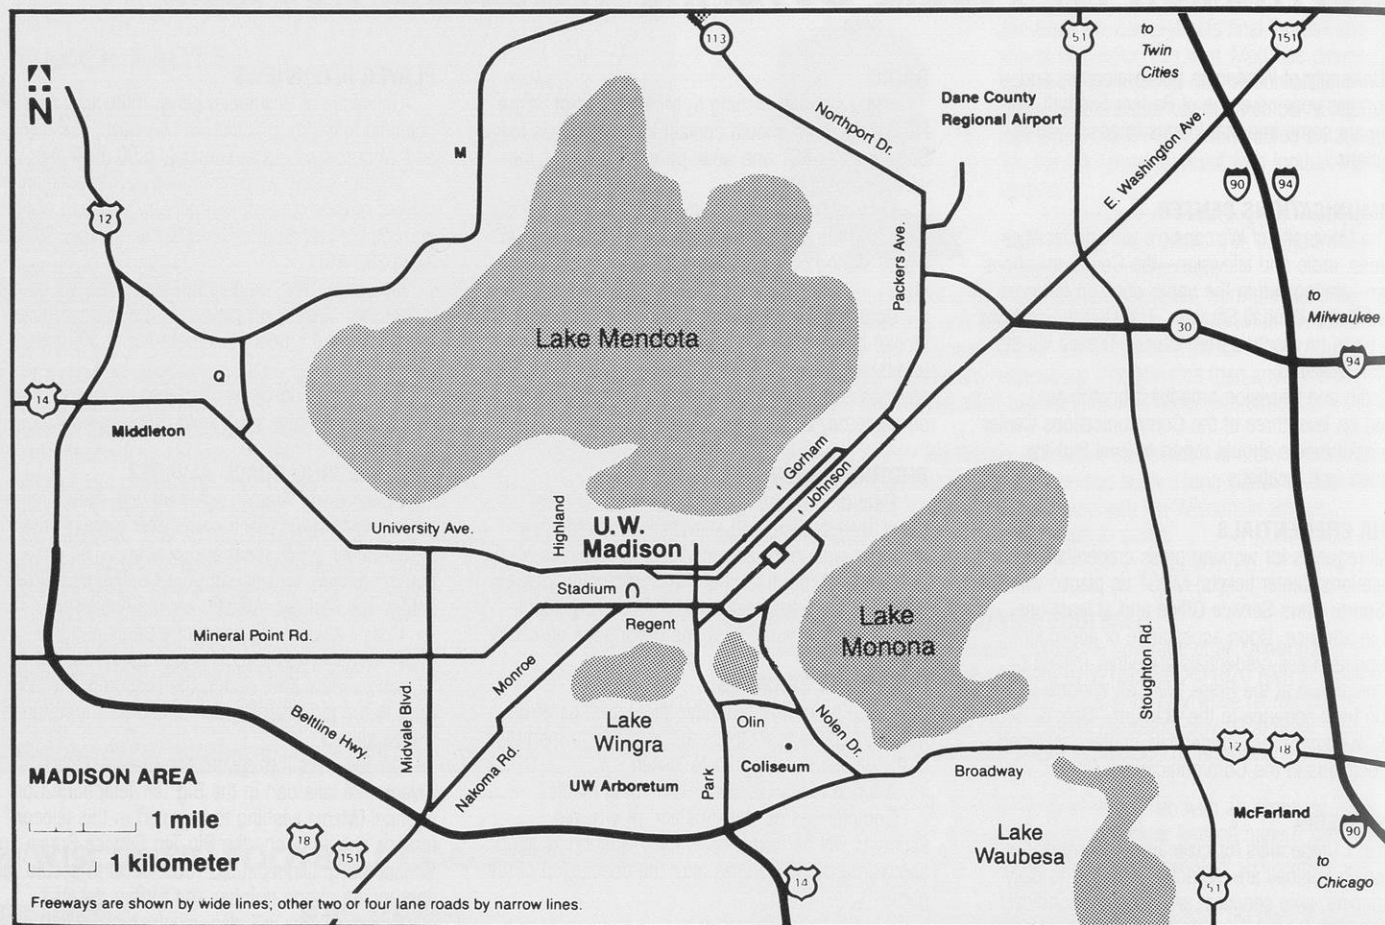 N
M
113
51
to
Twin
Cities
151
Dane County
Regional Airport
Northport Dr.
E. Washington Ave.
90
94
12
Packers Ave.
to
Milwaukee
Lake Mendota
30
94
Q
14
Middleton
Gorham
Johnson
University Ave.
Highland
U.W.
Madison
Stadium
Regent
Lake
Monona
Mineral Point Rd.
Monroe
Stoughton Rd.
Midvale Blvd.
Beltline Hwy.
Lake
Wingra
Olin
Nolen Dr.
Coliseum
12
18
Broadway
Nakoma Rd.
UW Arboretum
Park
MADISON AREA
1 mile
1 kilometer
18
151
McFarland
90
Lake
Waubesa
14
51
to
Chicago
Freeways are shown by wide lines; other two or four lane roads by narrow lines.